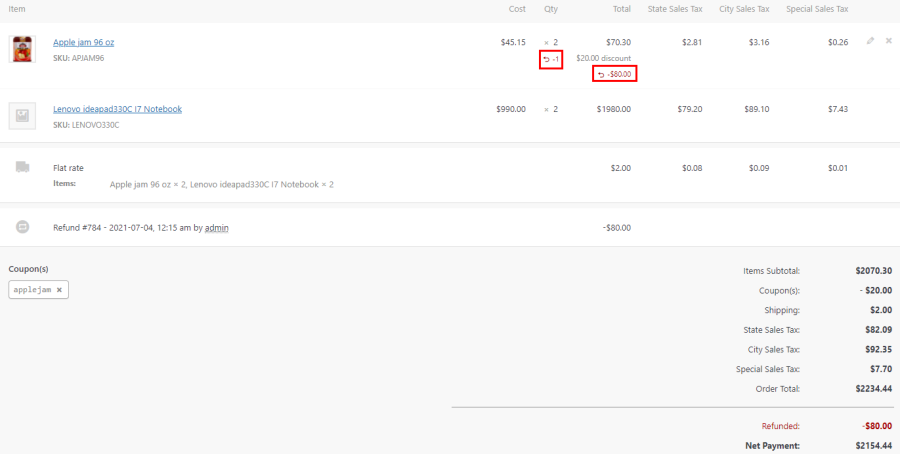 Item Cost Qty Total State Sales Tax City Sales Tax Special Sales Tax
Apple jam 96 oz $45.15 × 2 $70.30 $2.81 $3.16 $0.26
SKU: APJAM96 -1 $20.00 discount
-$80.00
Lenovo ideapad330C I7 Notebook $990.00 × 2 $1980.00 $79.20 $89.10 $7.43
SKU: LENOVO330C
Flat rate $2.00 $0.08 $0.09 $0.01
Items: Apple jam 96 oz × 2, Lenovo ideapad330C I7 Notebook × 2
Refund #784 - 2021-07-04, 12:15 am by admin -$80.00
Coupon(s)
applejam ×
Items Subtotal: $2070.30
Coupon(s): - $20.00
Shipping: $2.00
State Sales Tax: $82.09
City Sales Tax: $92.35
Special Sales Tax: $7.70
Order Total: $2234.44
Refunded: -$80.00
Net Payment: $2154.44